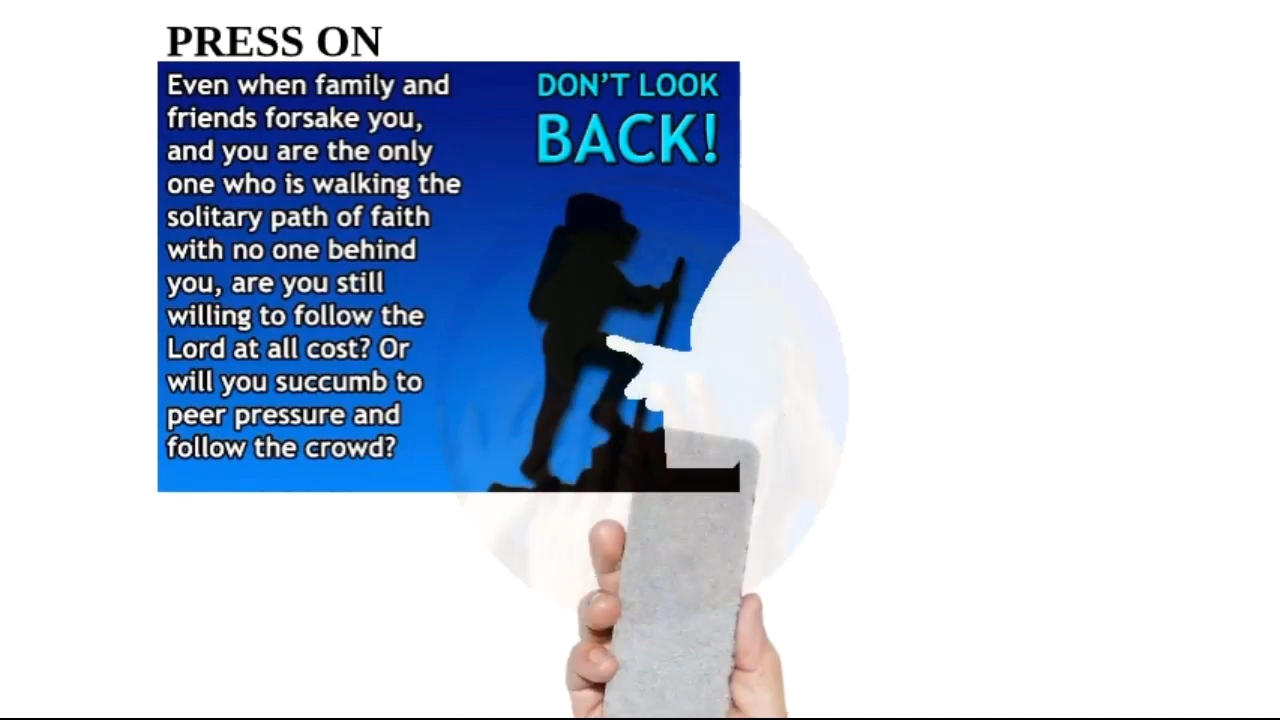 PRESS ON
Even when family and
friends forsake you,
and you are the only
one who is walking the
solitary path of faith
with no one behind
you, are you still
willing to follow the
Lord at all cost? Or
will you succumb to
peer pressure and
follow the crowd?
DON'T LOOK
BACK!